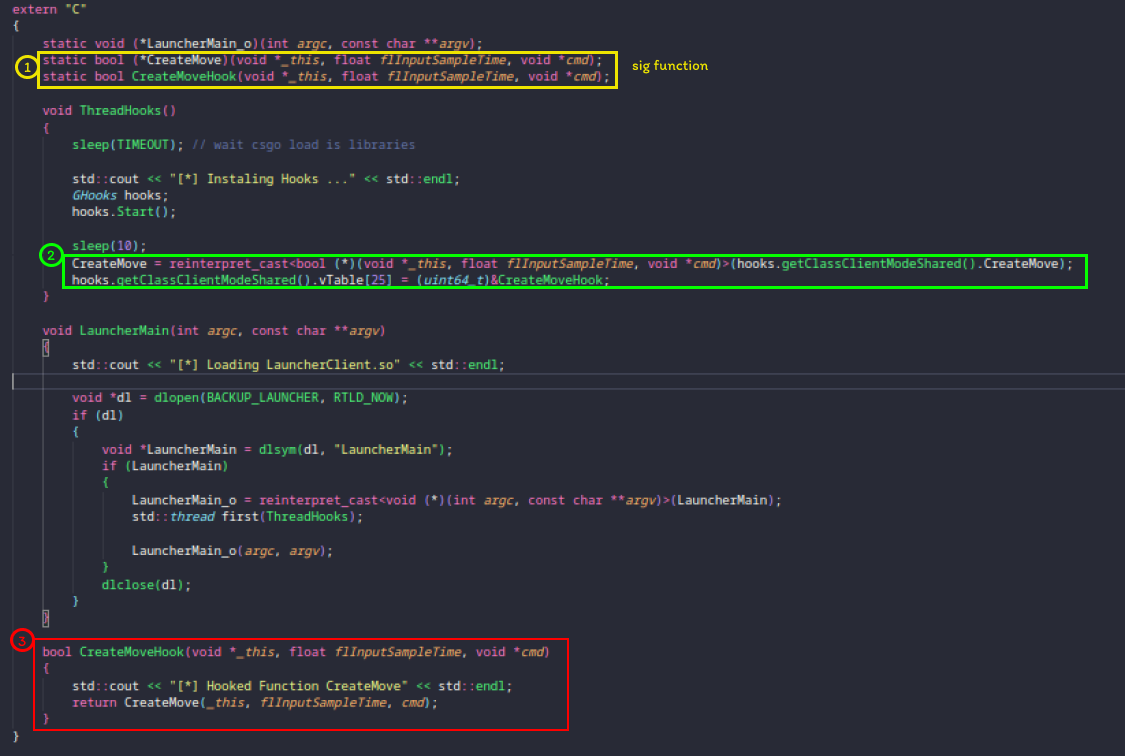 extern "C"
{
static void (*LauncherMain_o)(int argc, const char **argv);
1
static bool (*CreateMove)(void *_this, float flInputSampleTime, void *cmd);
sig function
static bool CreateMoveHook(void *_this, float flInputSampleTime, void *cmd);
void ThreadHooks()
{
sleep(TIMEOUT); // wait csgo load is libraries
std::cout << "[*] Instaling Hooks ..." << std::endl;
GHooks hooks;
hooks.Start();
sleep(10);
2
CreateMove = reinterpret_cast<bool (*)(void *_this, float flInputSampleTime, void *cmd)>(hooks.getClassClientModeShared().CreateMove);
hooks.getClassClientModeShared().vTable[25] = (uint64_t)&CreateMoveHook;
}
void LauncherMain(int argc, const char **argv)
{
std::cout << "[*] Loading LauncherClient.so" << std::endl;
void *dl = dlopen(BACKUP_LAUNCHER, RTLD_NOW);
if (dl)
{
void *LauncherMain = dlsym(dl, "LauncherMain");
if (LauncherMain)
{
LauncherMain_o = reinterpret_cast<void (*)(int argc, const char **argv)>(LauncherMain);
std::thread first(ThreadHooks);
LauncherMain_o(argc, argv);
}
dlclose(dl);
}
}
3
bool CreateMoveHook(void *_this, float flInputSampleTime, void *cmd)
{
std::cout << "[*] Hooked Function CreateMove" << std::endl;
return CreateMove(_this, flInputSampleTime, cmd);
}
}